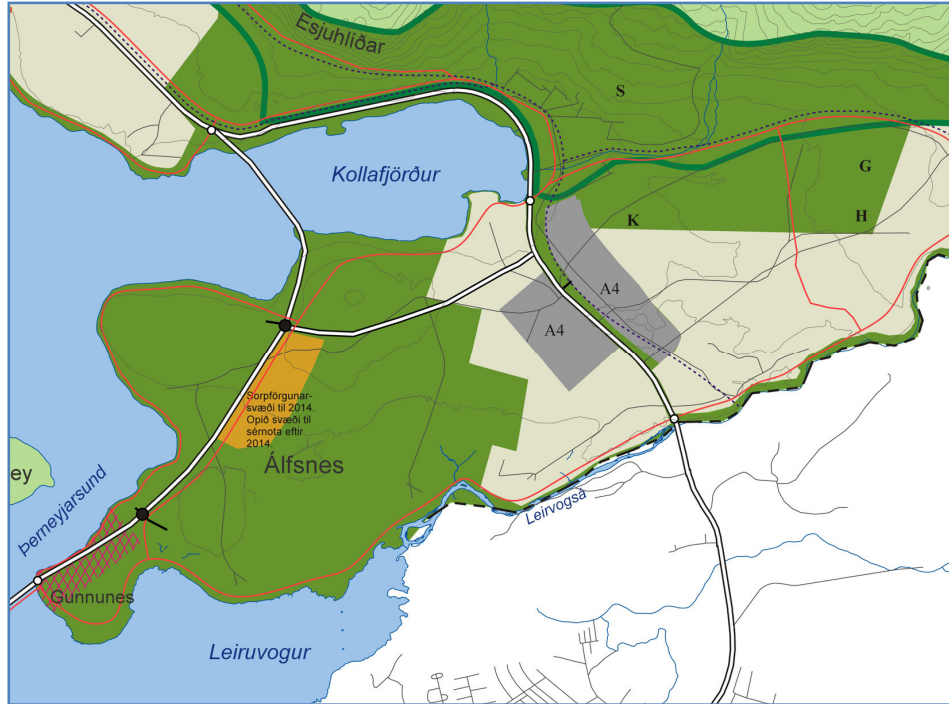 Esjuhlíðar
S
Kollafjörður
G
K
H
A4
A4
Sorpförgunar-
svæði til 2014.
Opið svæði til
sérnota eftir
2014.
Álfsnes
ey
Þerneyjarsund
Leirvogsá
Gunnunes
Leiruvogur